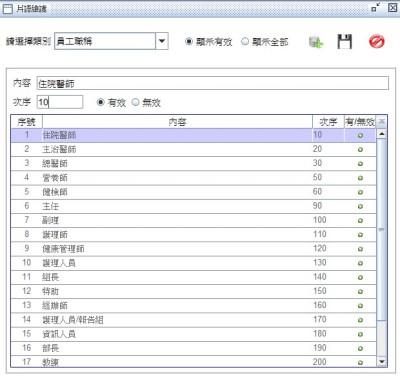 片語維護
請選擇類別 員工職稱 顯示有效 顯示全部
內容 住院醫師
次序 10 有效 無效
序號 內容 次序 有/無效
1 住院醫師 10
2 主治醫師 20
3 總醫師 30
4 營養師 50
5 健檢師 60
6 主任 90
7 副理 100
8 護理師 110
9 健康管理師 120
10 護理人員 130
11 組長 140
12 特助 150
13 經辦師 160
14 護理人員/報告組 170
15 資訊人員 180
16 部長 190
17 教練 200